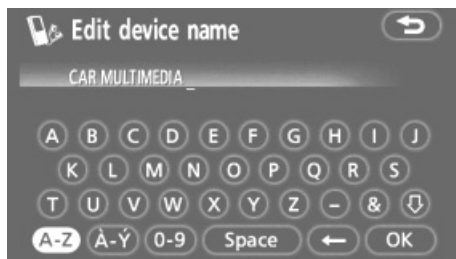 Edit device name
CAR MULTIMEDIA_
A B C D E F G H I J
K L M N O P Q R S
T U V W X Y Z - &
A-Z À-Ý 0-9 Space ← OK